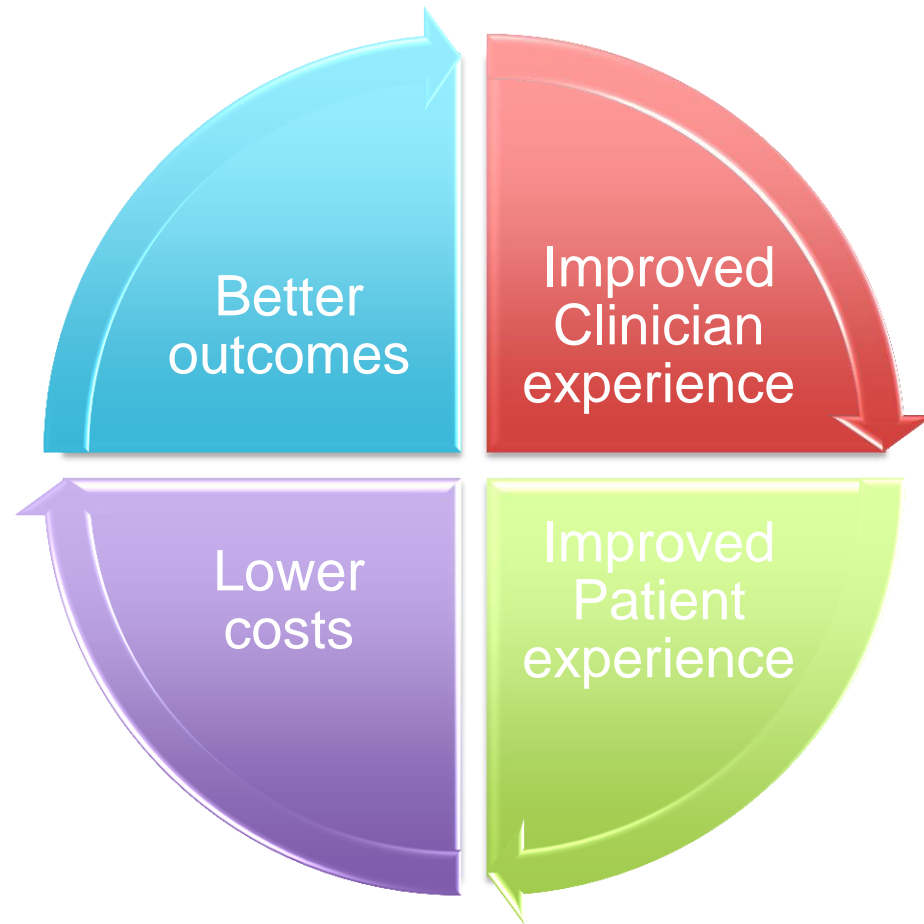 Better
outcomes
Improved
Clinician
experience
Lower
costs
Improved
Patient
experience